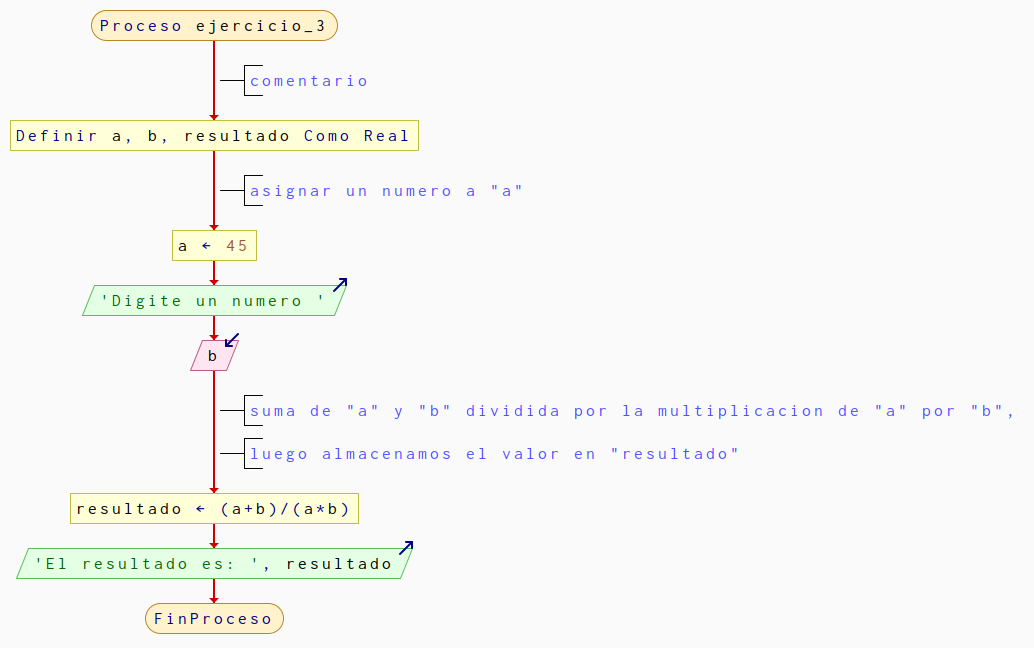 Proceso ejercicio_3
comentario
Definir a, b, resultado Como Real
asignar un numero a "a"
a ← 45
'Digite un numero '
b
suma de "a" y "b" dividida por la multiplicacion de "a" por "b",
luego almacenamos el valor en "resultado"
resultado ← (a+b)/(a*b)
'El resultado es: ', resultado
FinProceso